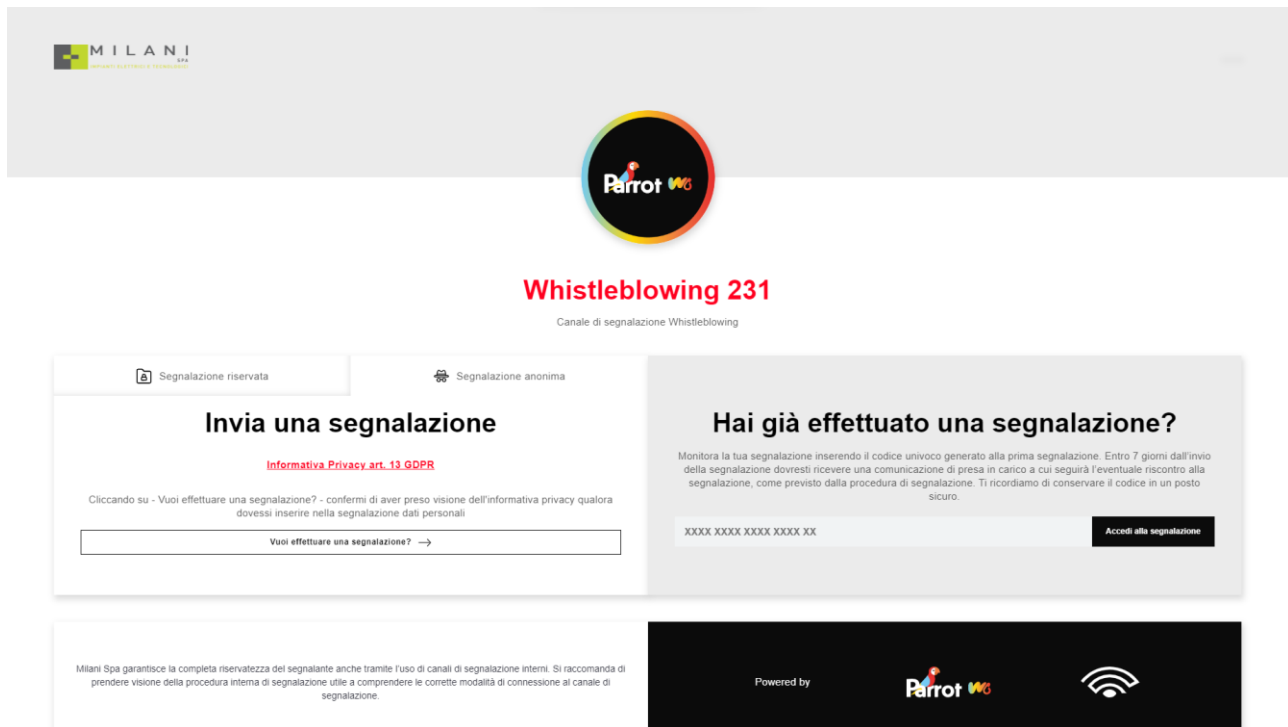 MILANI
SPA
IMPIANTI ELETTRICI E TECNOLOGICI
Parrot WB
Whistleblowing 231
Canale di segnalazione Whistleblowing
Segnalazione riservata
Segnalazione anonima
Invia una segnalazione
Informativa Privacy art. 13 GDPR
Cliccando su - Vuoi effettuare una segnalazione? - confermi di aver preso visione dell'informativa privacy qualora
dovessi inserire nella segnalazione dati personali
Vuoi effettuare una segnalazione?
Hai già effettuato una segnalazione?
Monitora la tua segnalazione inserendo il codice univoco generato alla prima segnalazione. Entro 7 giorni dall'invio
della segnalazione dovresti ricevere una comunicazione di presa in carico a cui seguirà l'eventuale riscontro alla
segnalazione, come previsto dalla procedura di segnalazione. Ti ricordiamo di conservare il codice in un posto
sicuro.
XXXX XXXX XXXX XXXX XX
Accedi alla segnalazione
Milani Spa garantisce la completa riservatezza del segnalante anche tramite l'uso di canali di segnalazione interni. Si raccomanda di
prendere visione della procedura interna di segnalazione utile a comprendere le corrette modalità di connessione al canale di
segnalazione.
Powered by
Parrot WB